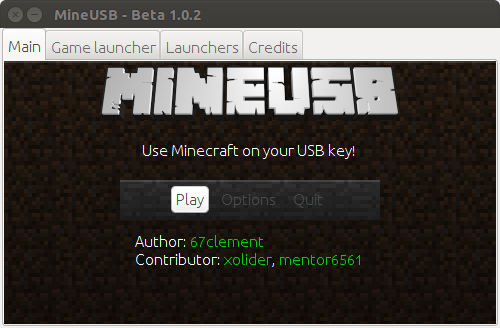 MineUSB - Beta 1.0.2
Main Game launcher Launchers Credits
MINEUSB
Use Minecraft on your USB key!
Play Options Quit
Author: 67clement
Contributor: xolider, mentor6561